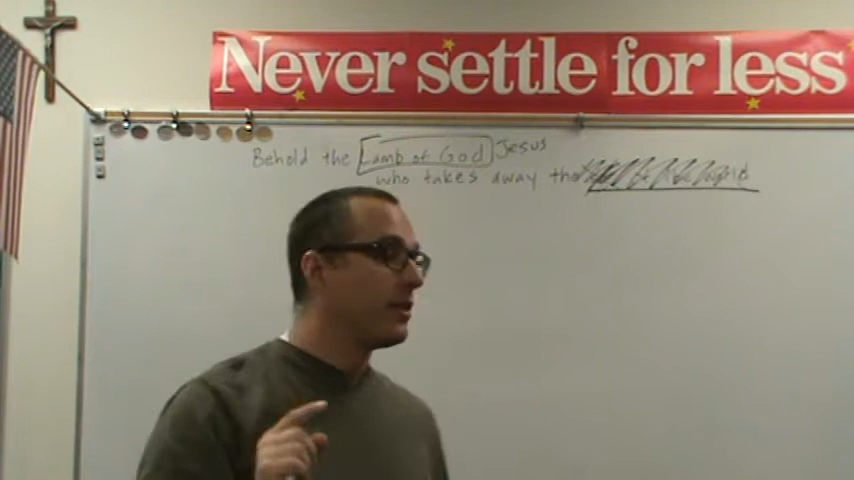 Never settle for less
Behold the Lamb of God Jesus
who takes away the